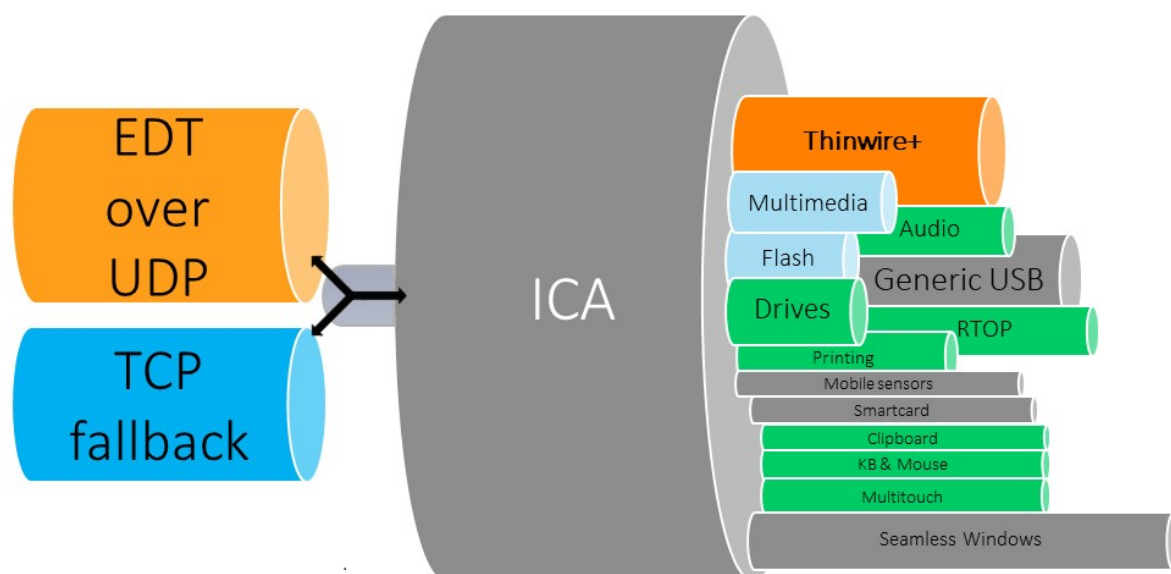 EDT
over
UDP
TCP
fallback
ICA
Thinwire+
Multimedia
Audio
Flash
Generic USB
Drives
RTOP
Printing
Mobile sensors
Smartcard
Clipboard
KB & Mouse
Multitouch
Seamless Windows